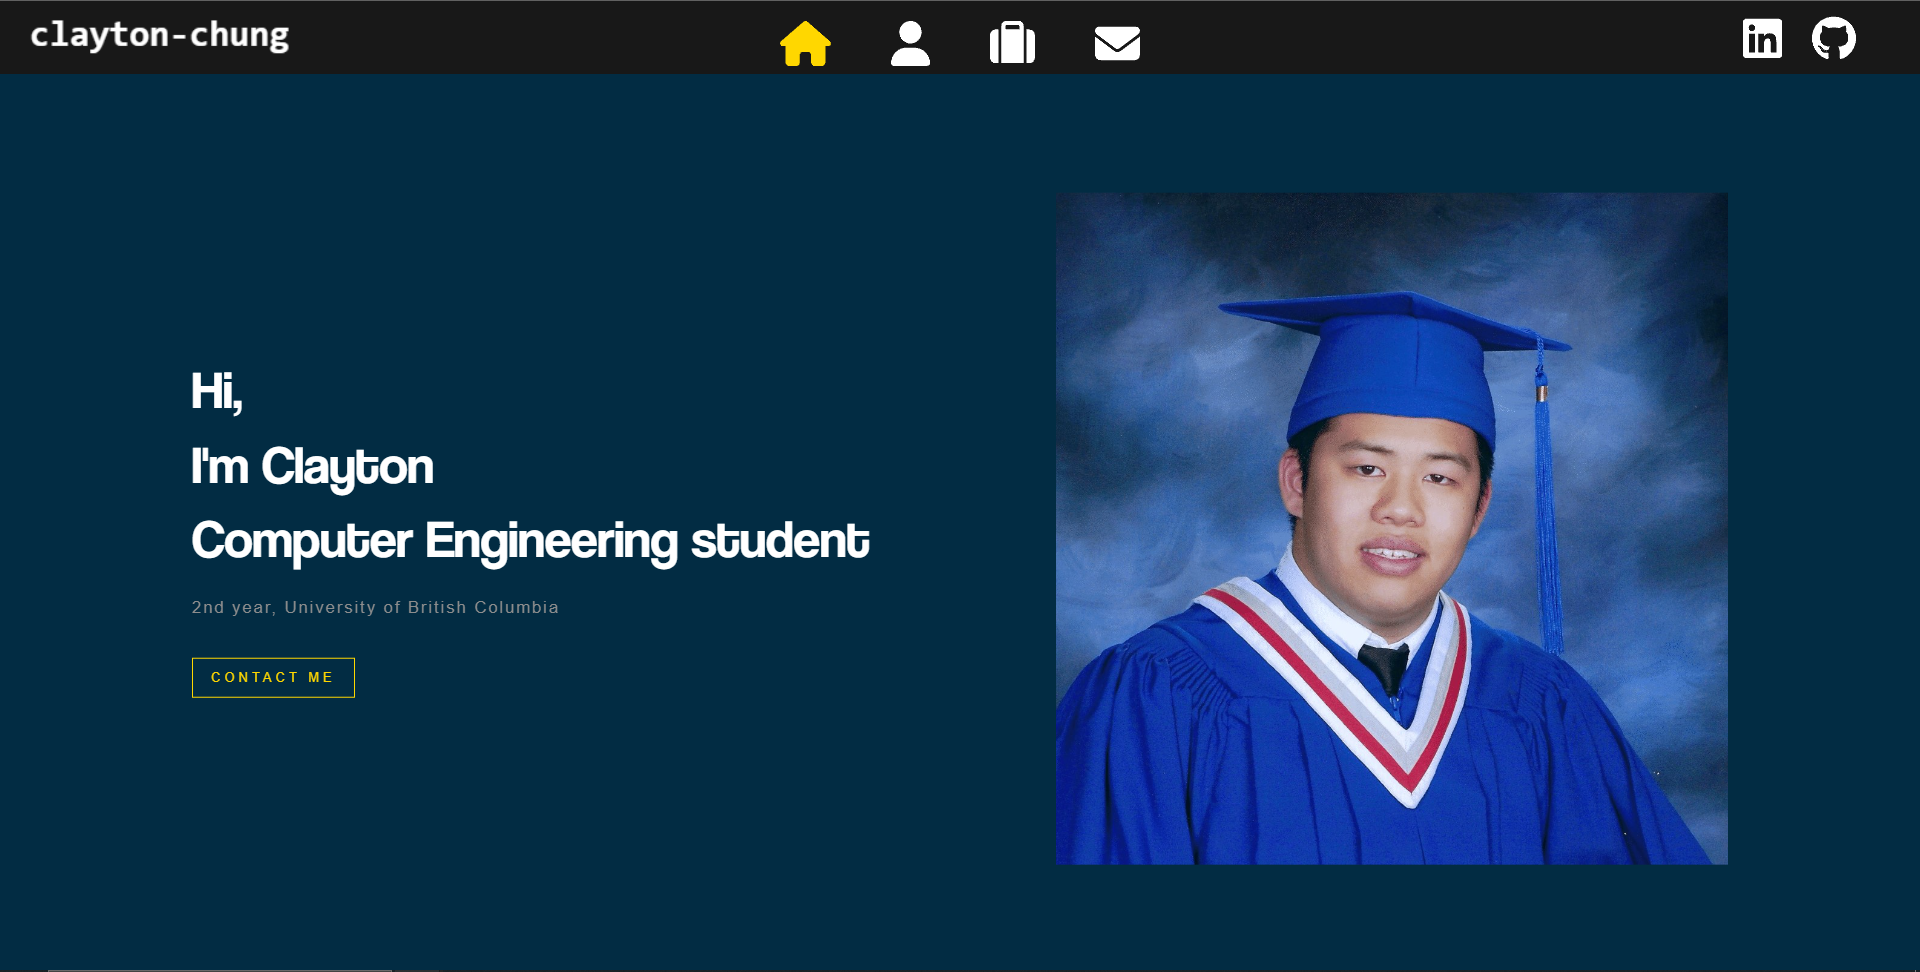 clayton-chung
Hi,
I'm Clayton
Computer Engineering student
2nd year, University of British Columbia
CONTACT ME